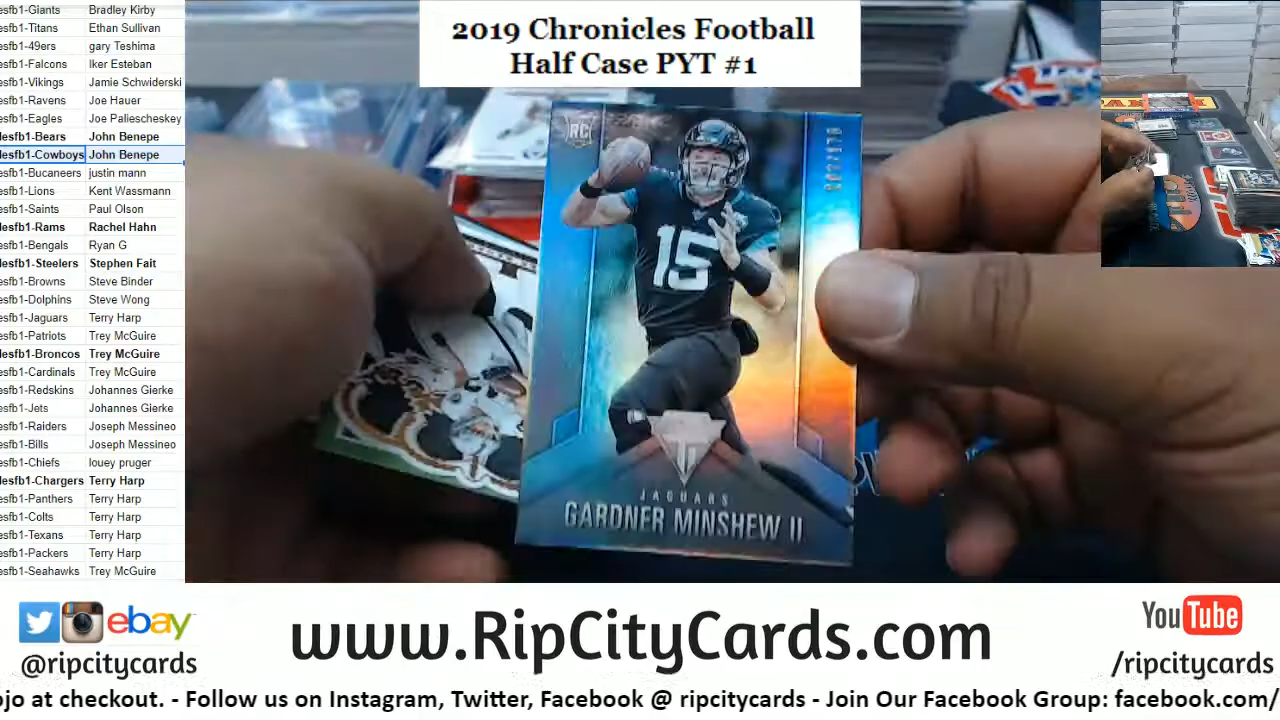 2019 Chronicles Football
Half Case PYT #1
esfb1-Giants Bradley Kirby
esfb1-Titans Ethan Sullivan
esfb1-49ers gary Teshima
esfb1-Falcons Iker Esteban
esfb1-Vikings Jamie Schwiderski
esfb1-Ravens Joe Hauer
esfb1-Eagles Joe Paliescheskey
lesfb1-Bears John Benepe
lesfb1-Cowboys John Benepe
esfb1-Bucaneers justin mann
esfb1-Lions Kent Wassmann
esfb1-Saints Paul Olson
esfb1-Rams Rachel Hahn
esfb1-Bengals Ryan G
lesfb1-Steelers Stephen Fait
esfb1-Browns Steve Binder
esfb1-Dolphins Steve Wong
esfb1-Jaguars Terry Harp
esfb1-Patriots Trey McGuire
lesfb1-Broncos Trey McGuire
esfb1-Cardinals Trey McGuire
esfb1-Redskins Johannes Gierke
esfb1-Jets Johannes Gierke
esfb1-Raiders Joseph Messineo
esfb1-Bills Joseph Messineo
esfb1-Chiefs louey pruger
lesfb1-Chargers Terry Harp
esfb1-Panthers Terry Harp
esfb1-Colts Terry Harp
esfb1-Texans Terry Harp
esfb1-Packers Terry Harp
esfb1-Seahawks Trey McGuire
RC
15
JAGUARS
GARDNER MINSHEW II
ebay
@ripcitycards
www.RipCityCards.com
YouTube
/ripcitycards
ojo at checkout. - Follow us on Instagram, Twitter, Facebook @ ripcitycards - Join Our Facebook Group: facebook.com/